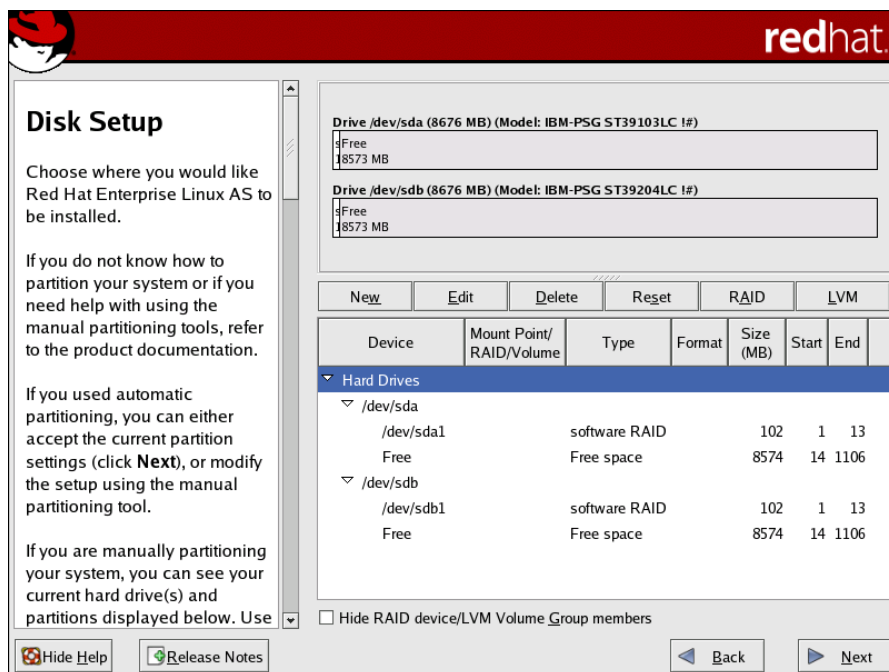 redhat.
Disk Setup
Choose where you would like
Red Hat Enterprise Linux AS to
be installed.
If you do not know how to
partition your system or if you
need help with using the
manual partitioning tools, refer
to the product documentation.
If you used automatic
partitioning, you can either
accept the current partition
settings (click Next), or modify
the setup using the manual
partitioning tool.
If you are manually partitioning
your system, you can see your
current hard drive(s) and
partitions displayed below. Use
Drive /dev/sda (8676 MB) (Model: IBM-PSG ST39103LC !#)
s Free
1 8573 MB
Drive /dev/sdb (8676 MB) (Model: IBM-PSG ST39204LC !#)
s Free
1 8573 MB
New Edit Delete Reset RAID LVM
Device Mount Point/ RAID/Volume Type Format Size (MB) Start End
Hard Drives
/dev/sda
/dev/sda1 software RAID 102 1 13
Free Free space 8574 14 1106
/dev/sdb
/dev/sdb1 software RAID 102 1 13
Free Free space 8574 14 1106
Hide RAID device/LVM Volume Group members
Hide Help Release Notes Back Next